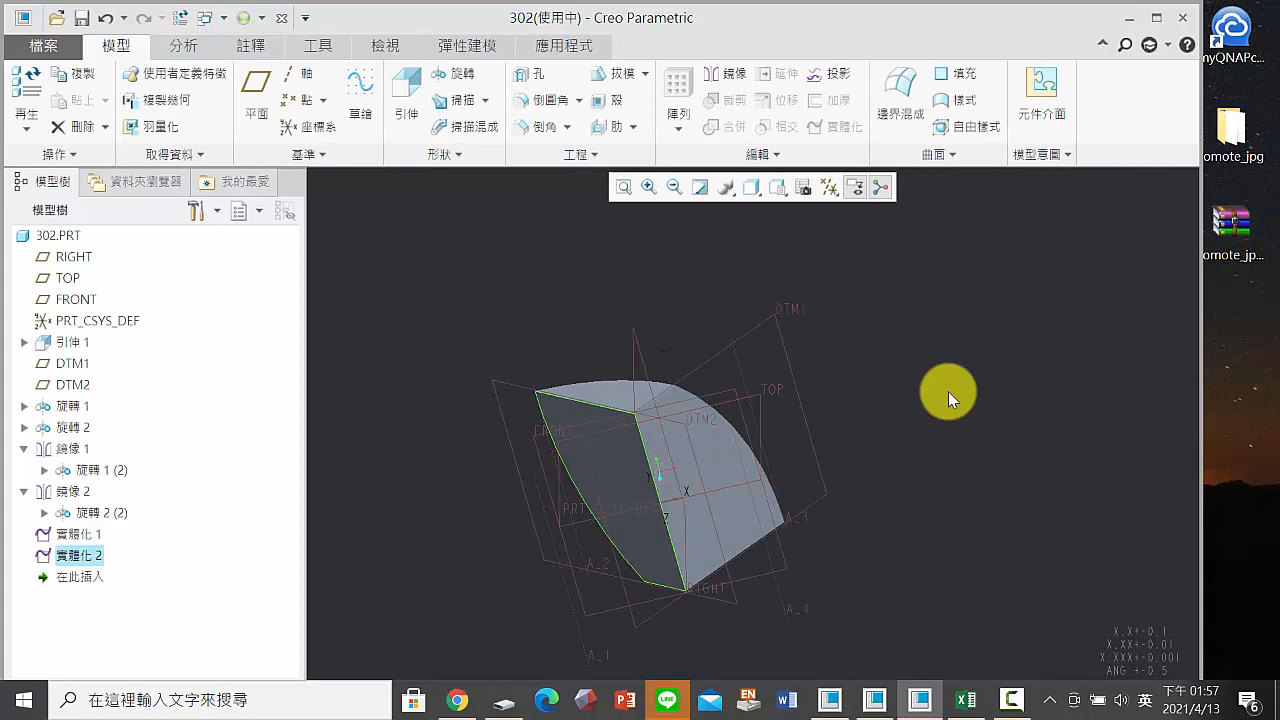 302(使用中) - Creo Parametric
檔案
模型
分析
註釋
工具
檢視
彈性建模
應用程式
再生
複製
貼上
刪除
使用者定義特徵
複製幾何
羽量化
平面
軸
點
座標系
草繪
引伸
旋轉
掃描
掃描混成
孔
倒圓角
倒角
拔模
殼
肋
陣列
鏡像
延伸
投影
裁剪
位移
加厚
合併
相交
實體化
邊界混成
填充
樣式
自由樣式
元件介面
操作
取得資料
基準
形狀
工程
編輯
曲面
模型意圖
模型樹
資料夾瀏覽器
我的最愛
模型樹
302.PRT
RIGHT
TOP
FRONT
PRT_CSYS_DEF
引伸 1
DTM1
DTM2
旋轉 1
旋轉 2
鏡像 1
旋轉 1 (2)
鏡像 2
旋轉 2 (2)
實體化 1
實體化 2
在此插入
DTM1
TOP
DTM2
FRONT
X
Z
A_3
A_2
RIGHT
A_4
A_1
X.X+-0.1
X.XX+-0.01
X.XXX+-0.001
ANG.+-0.5
myQNAPc...
omote_jpg
omote_jp...
在這裡輸入文字來搜尋
LINE
EN
英
下午 01:57
2021/4/13
6